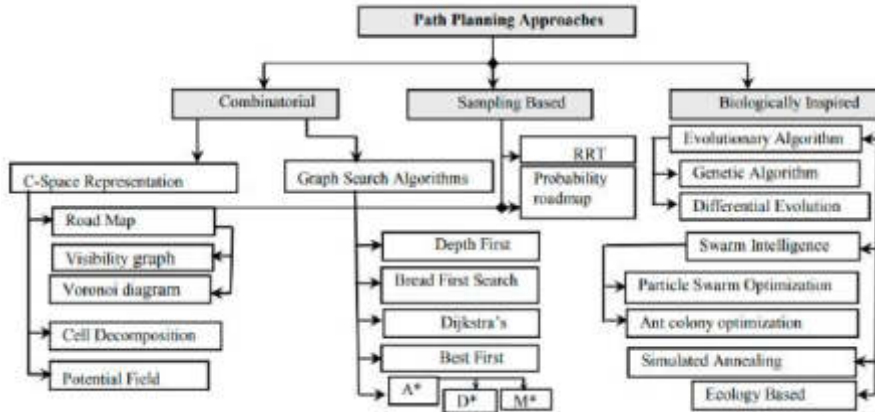 Path Planning Approaches
Combinatorial
Sampling Based
Biologically Inspired
C-Space Representation
Road Map
Visibility graph
Voronoi diagram
Cell Decomposition
Potential Field
Graph Search Algorithms
Depth First
Bread First Search
Dijkstra's
Best First
A*
D*
M*
RRT
Probability
roadmap
Evolutionary Algorithm
Genetic Algorithm
Differential Evolution
Swarm Intelligence
Particle Swarm Optimization
Ant colony optimization
Simulated Annealing
Ecology Based